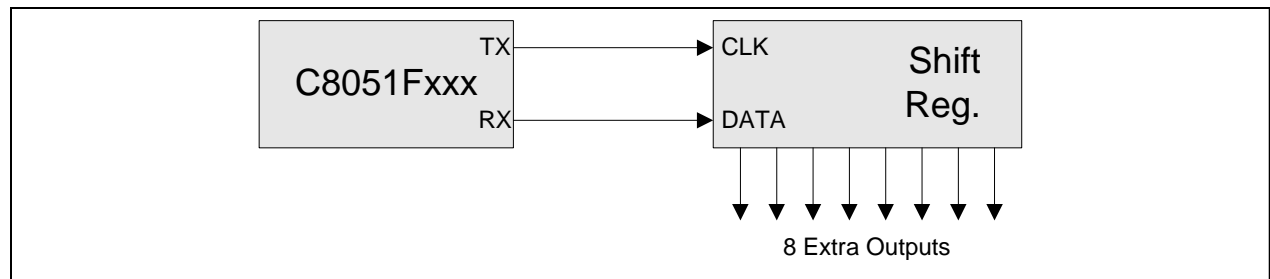 TX
CLK
Shift
C8051Fxxx
Reg.
RX
DATA
8 Extra Outputs